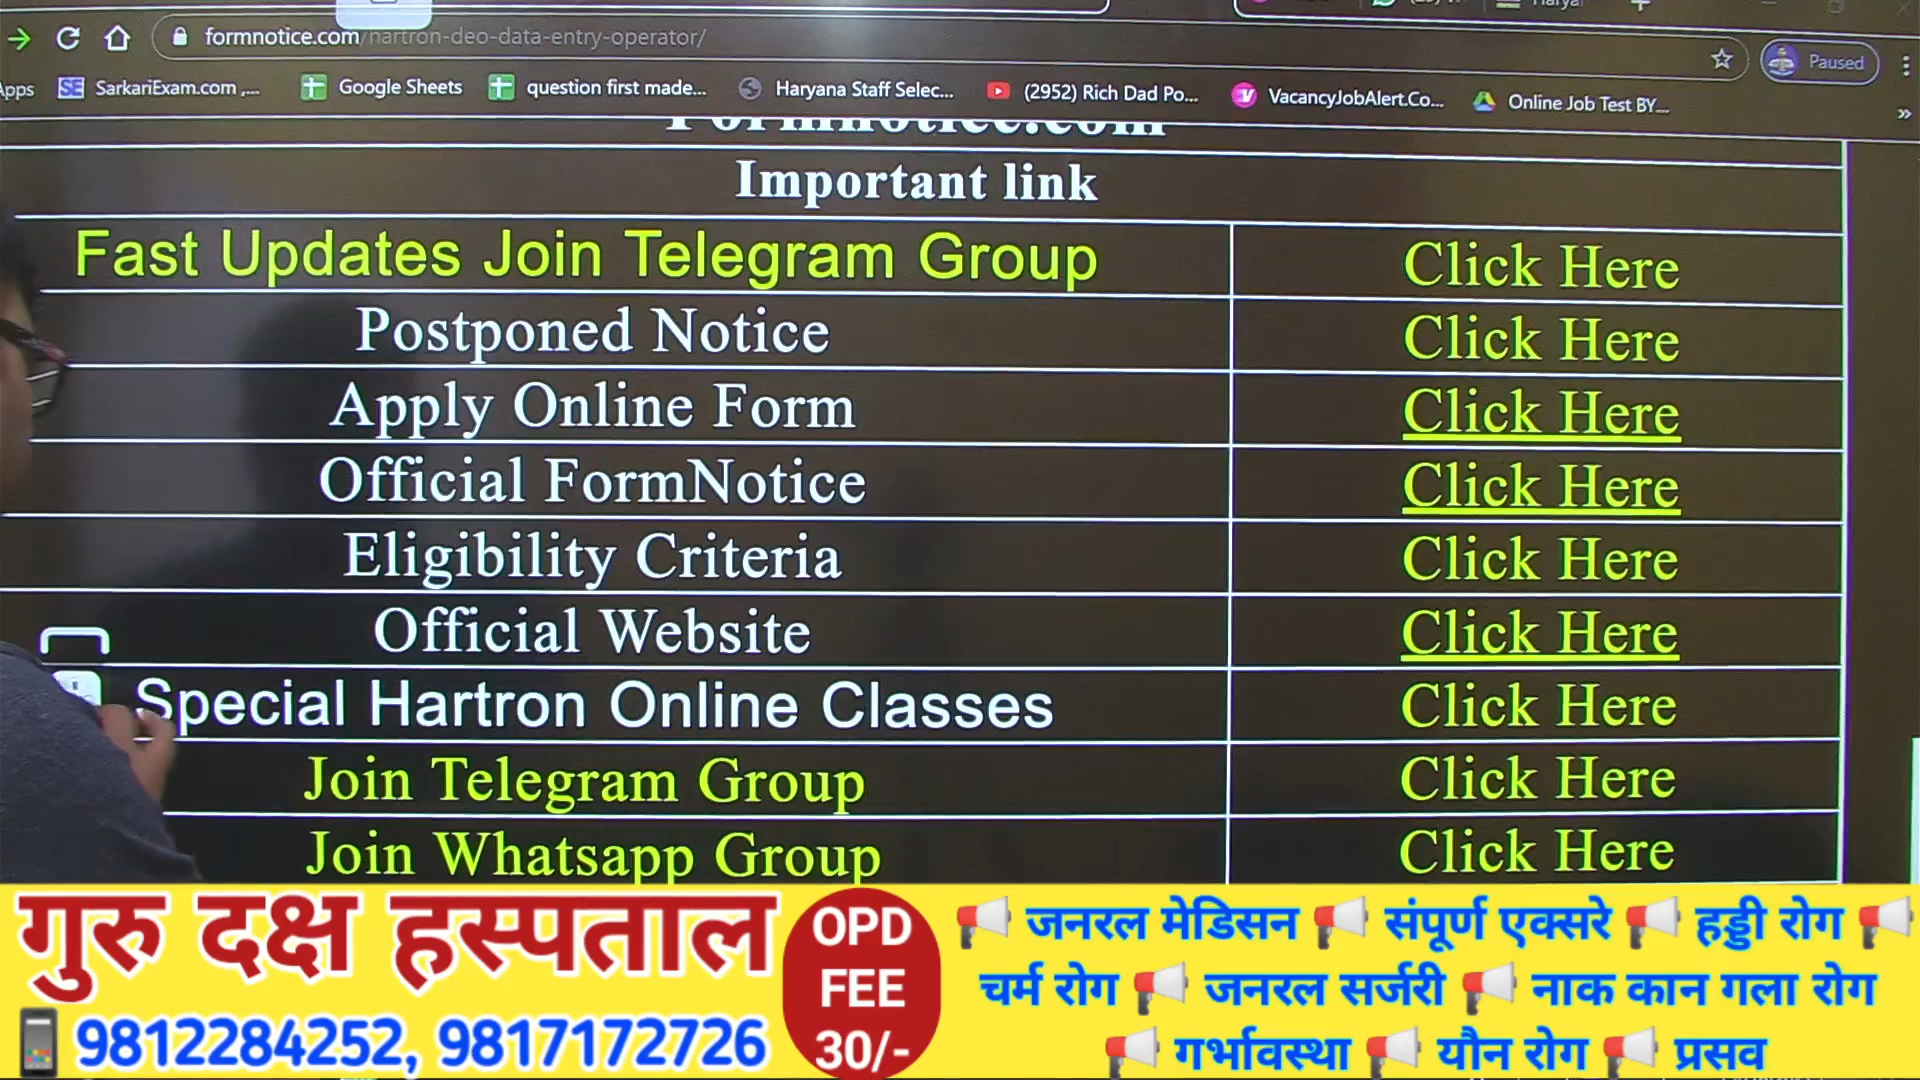 formnotice.com/hartron-deo-data-entry-operator/
Paused
Apps SarkariExam.com ,... Google Sheets question first made... Haryana Staff Selec... (2952) Rich Dad Po... VacancyJobAlert.Co... Online Job Test BY...
Formnotice.com
Important link
Fast Updates Join Telegram Group Click Here
Postponed Notice Click Here
Apply Online Form Click Here
Official FormNotice Click Here
Eligibility Criteria Click Here
Official Website Click Here
Special Hartron Online Classes Click Here
Join Telegram Group Click Here
Join Whatsapp Group Click Here
गुरु दक्ष हस्पताल
9812284252, 9817172726
OPD
FEE
30/-
जनरल मेडिसन संपूर्ण एक्सरे हड्डी रोग
चर्म रोग जनरल सर्जरी नाक कान गला रोग
गर्भावस्था यौन रोग प्रसव